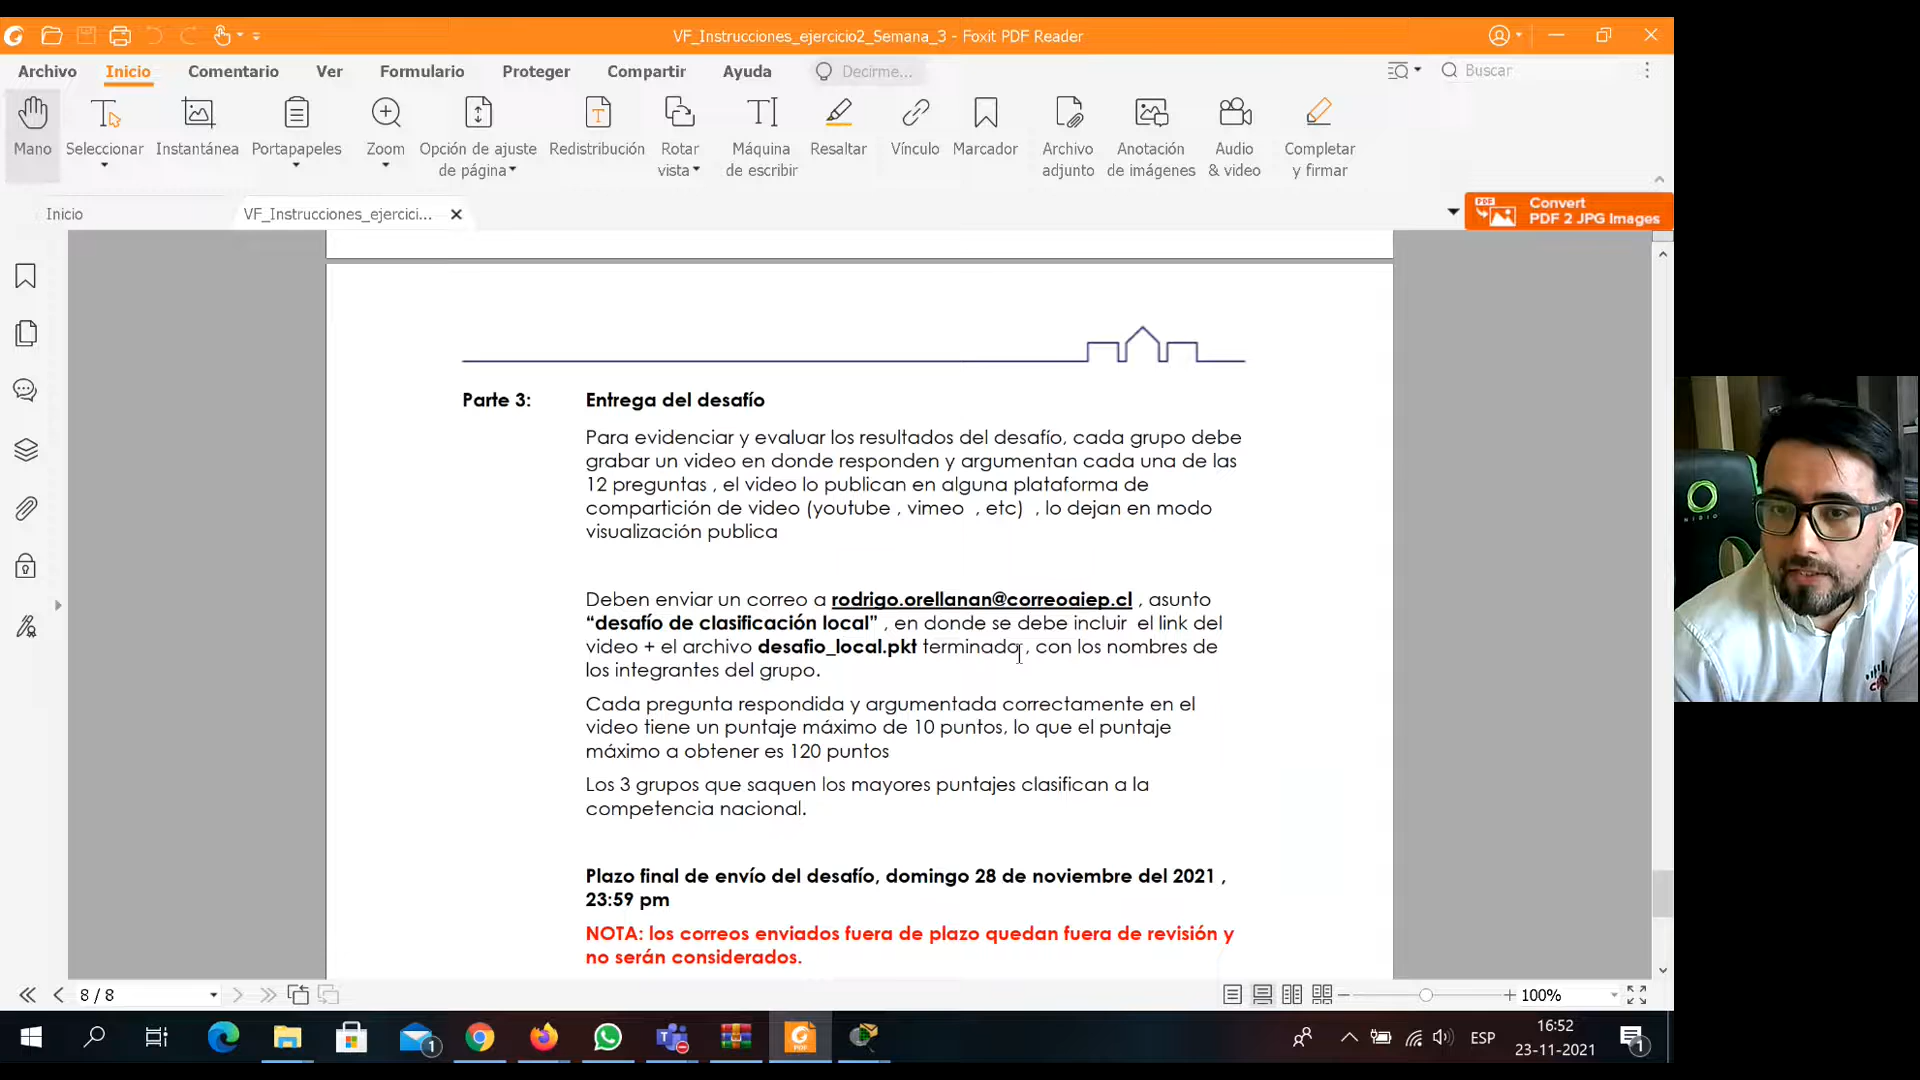 VF_Instrucciones_ejercicio2_Semana_3 - Foxit PDF Reader
Archivo Inicio Comentario Ver Formulario Proteger Compartir Ayuda Decirme... Buscar
Mano Seleccionar Instantánea Portapapeles Zoom Opción de ajuste de página Redistribución Rotar vista Máquina de escribir Resaltar Vínculo Marcador Archivo adjunto Anotación de imágenes Audio & video Completar y firmar
Inicio VF_Instrucciones_ejercici...
PDF Convert
PDF 2 JPG Images
Parte 3: Entrega del desafío
Para evidenciar y evaluar los resultados del desafío, cada grupo debe
grabar un video en donde responden y argumentan cada una de las
12 preguntas , el video lo publican en alguna plataforma de
compartición de video (youtube , vimeo , etc) , lo dejan en modo
visualización publica
Deben enviar un correo a rodrigo.orellanan@correoaiep.cl , asunto
“desafío de clasificación local” , en donde se debe incluir el link del
video + el archivo desafio_local.pkt terminado , con los nombres de
los integrantes del grupo.
Cada pregunta respondida y argumentada correctamente en el
video tiene un puntaje máximo de 10 puntos, lo que el puntaje
máximo a obtener es 120 puntos
Los 3 grupos que saquen los mayores puntajes clasifican a la
competencia nacional.
Plazo final de envío del desafío, domingo 28 de noviembre del 2021 ,
23:59 pm
NOTA: los correos enviados fuera de plazo quedan fuera de revisión y
no serán considerados.
8 / 8 100%
1 ESP 16:52
23-11-2021 1